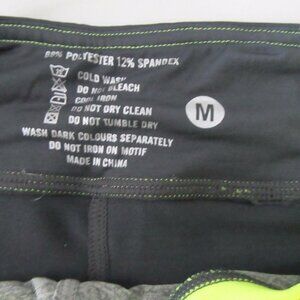 88% POLYESTER 12% SPANDEX
COLD WASH
DO NOT BLEACH
COOL IRON
DO NOT DRY CLEAN
DO NOT TUMBLE DRY
WASH DARK COLOURS SEPARATELY
DO NOT IRON ON MOTIF
MADE IN CHINA
M